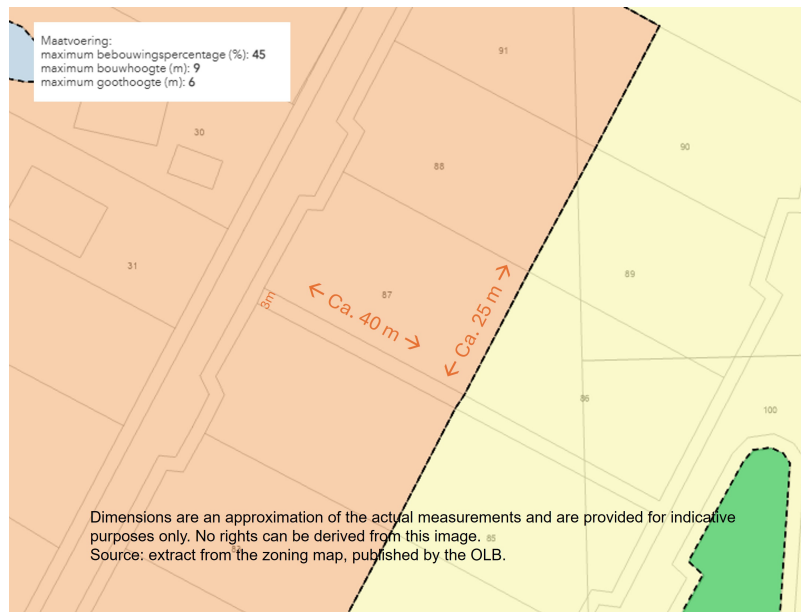 Maatvoering:
maximum bebouwingspercentage (%): 45
maximum bouwhoogte (m): 9
maximum goothoogte (m): 6
91
30
90
88
31
89
87
3m
← Ca. 40 m →
← Ca. 25 m →
86
100
Dimensions are an approximation of the actual measurements and are provided for indicative
purposes only. No rights can be derived from this image.
85
Source: extract from the zoning map, published by the OLB.